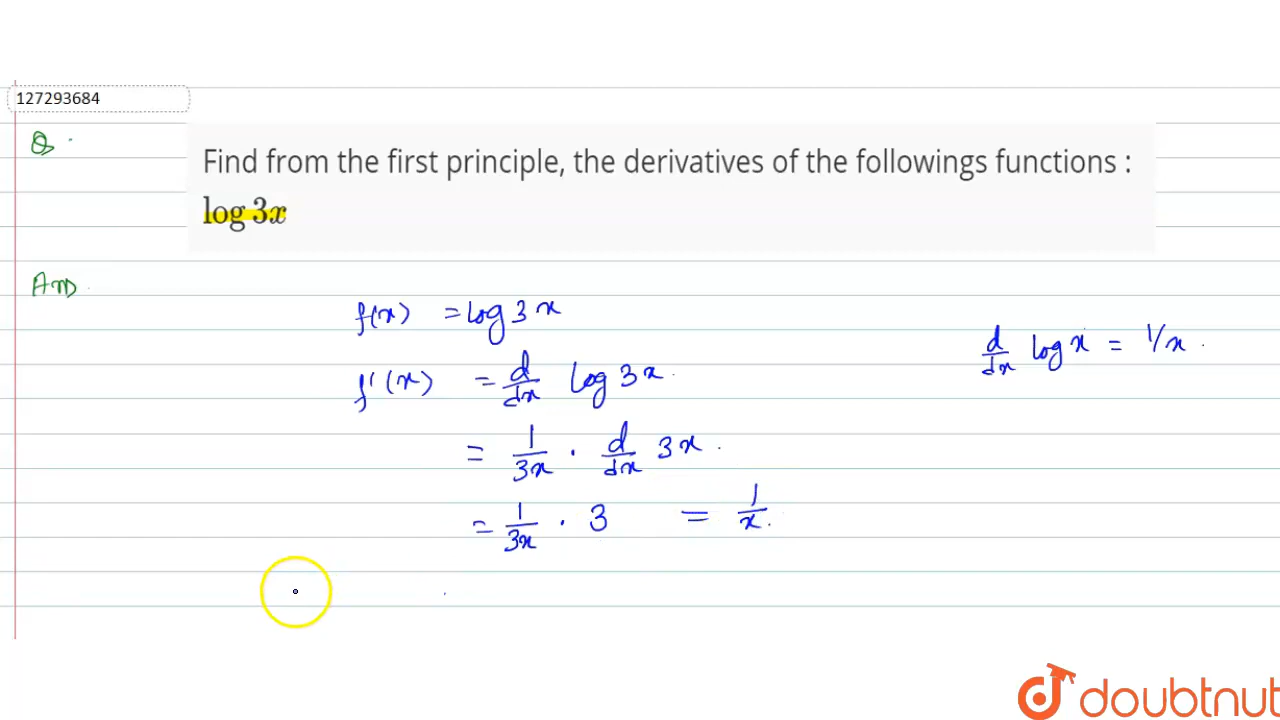 127293684
Q.
Find from the first principle, the derivatives of the followings functions :
log 3x
Ans.
f(x) = log 3x
d/dx log x = 1/x.
f'(x) = d/dx log 3x.
= 1/3x . d/dx 3x.
= 1/3x . 3 = 1/x.
doubtnut